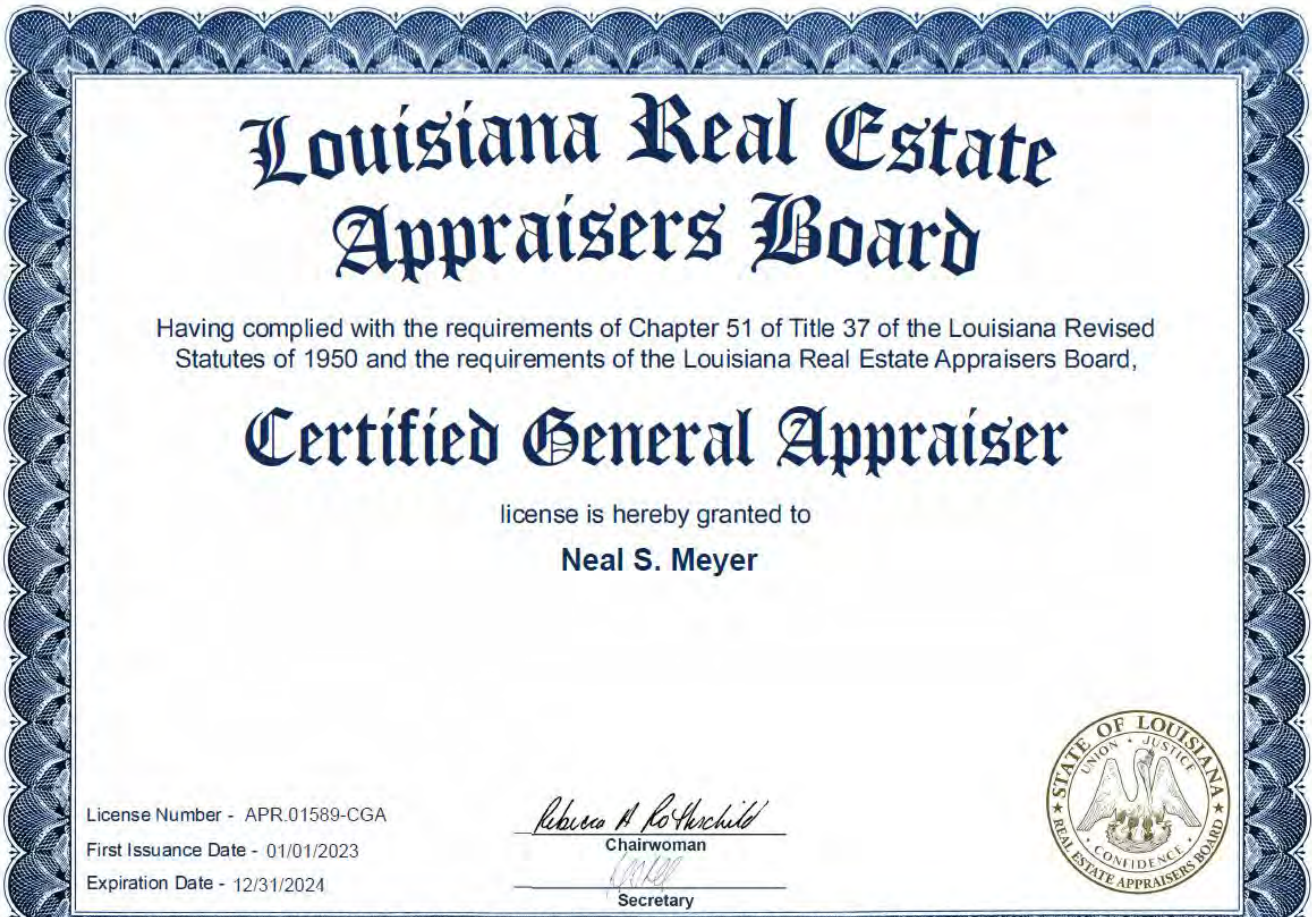 Louisiana Real Estate
Appraisers Board
Having complied with the requirements of Chapter 51 of Title 37 of the Louisiana Revised
Statutes of 1950 and the requirements of the Louisiana Real Estate Appraisers Board,
Certified General Appraiser
license is hereby granted to
Neal S. Meyer
License Number - APR.01589-CGA
First Issuance Date - 01/01/2023
Expiration Date - 12/31/2024
Rebecca A Rothschild
Chairwoman
Secretary
STATE OF LOUISIANA
UNION · JUSTICE
CONFIDENCE
REAL ESTATE APPRAISERS BOARD